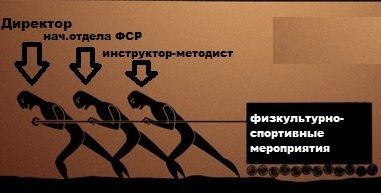 Директор
нач.отдела ФСР
инструктор-методист
физкультурно-
спортивные
мероприятия